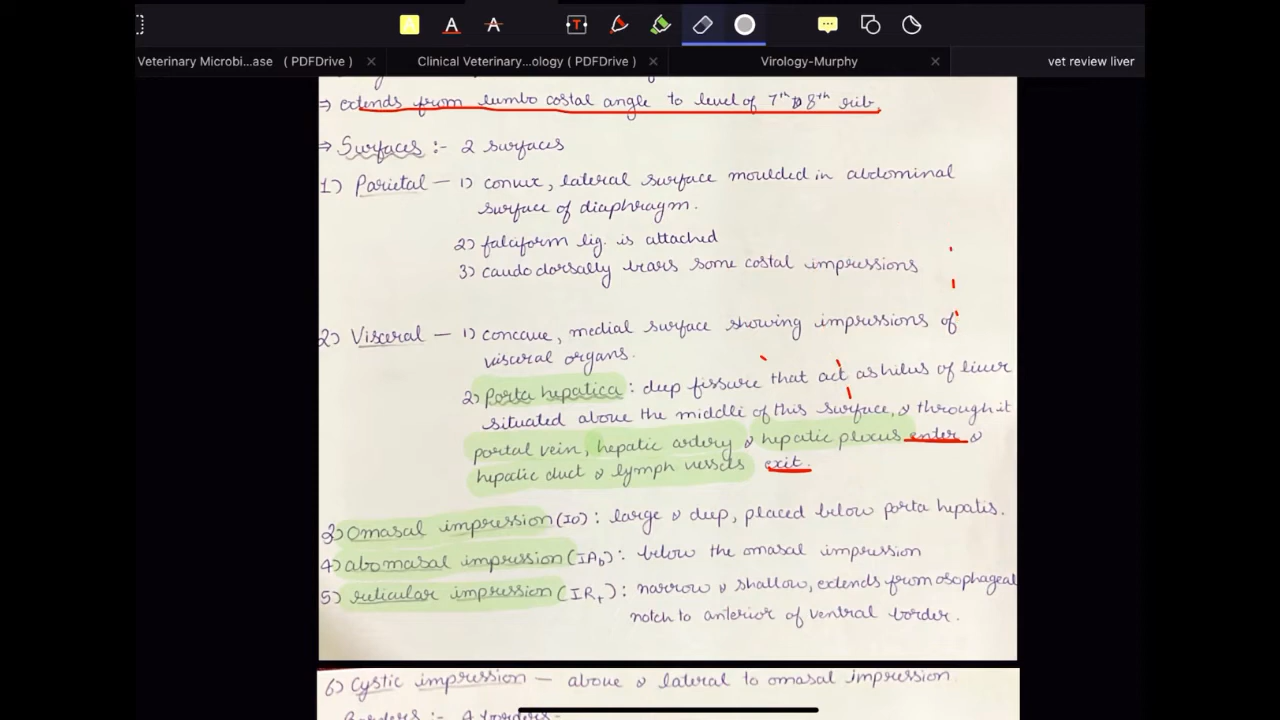 A T A T
Veterinary Microbi...ase ( PDFDrive ) × Clinical Veterinary...ology ( PDFDrive ) × Virology-Murphy × vet review liver
⇒ extends from lumbo costal angle to level of 7th to 8th rib.
⇒ Surfaces :- 2 surfaces
1) Parietal — 1) convex, lateral surface moulded in abdominal
surface of diaphragm.
2) falciform lig. is attached
3) caudodorsally bears some costal impressions
2) Visceral — 1) concave, medial surface showing impressions of
visceral organs.
2) Porta hepatica : deep fissure that act as hilus of liver
situated above the middle of this surface, & through it
portal vein, hepatic artery & hepatic plexus enter &
hepatic duct & lymph vessels exit.
3) Omasal impression (IO) : large & deep, placed below porta hepatis.
4) abomasal impression (IAb) : below the omasal impression
5) reticular impression (IRt) : narrow & shallow, extends from osophageal
notch to anterior of ventral border.
6) Cystic impression — above & lateral to omasal impression.
Borders :- 4 borders-